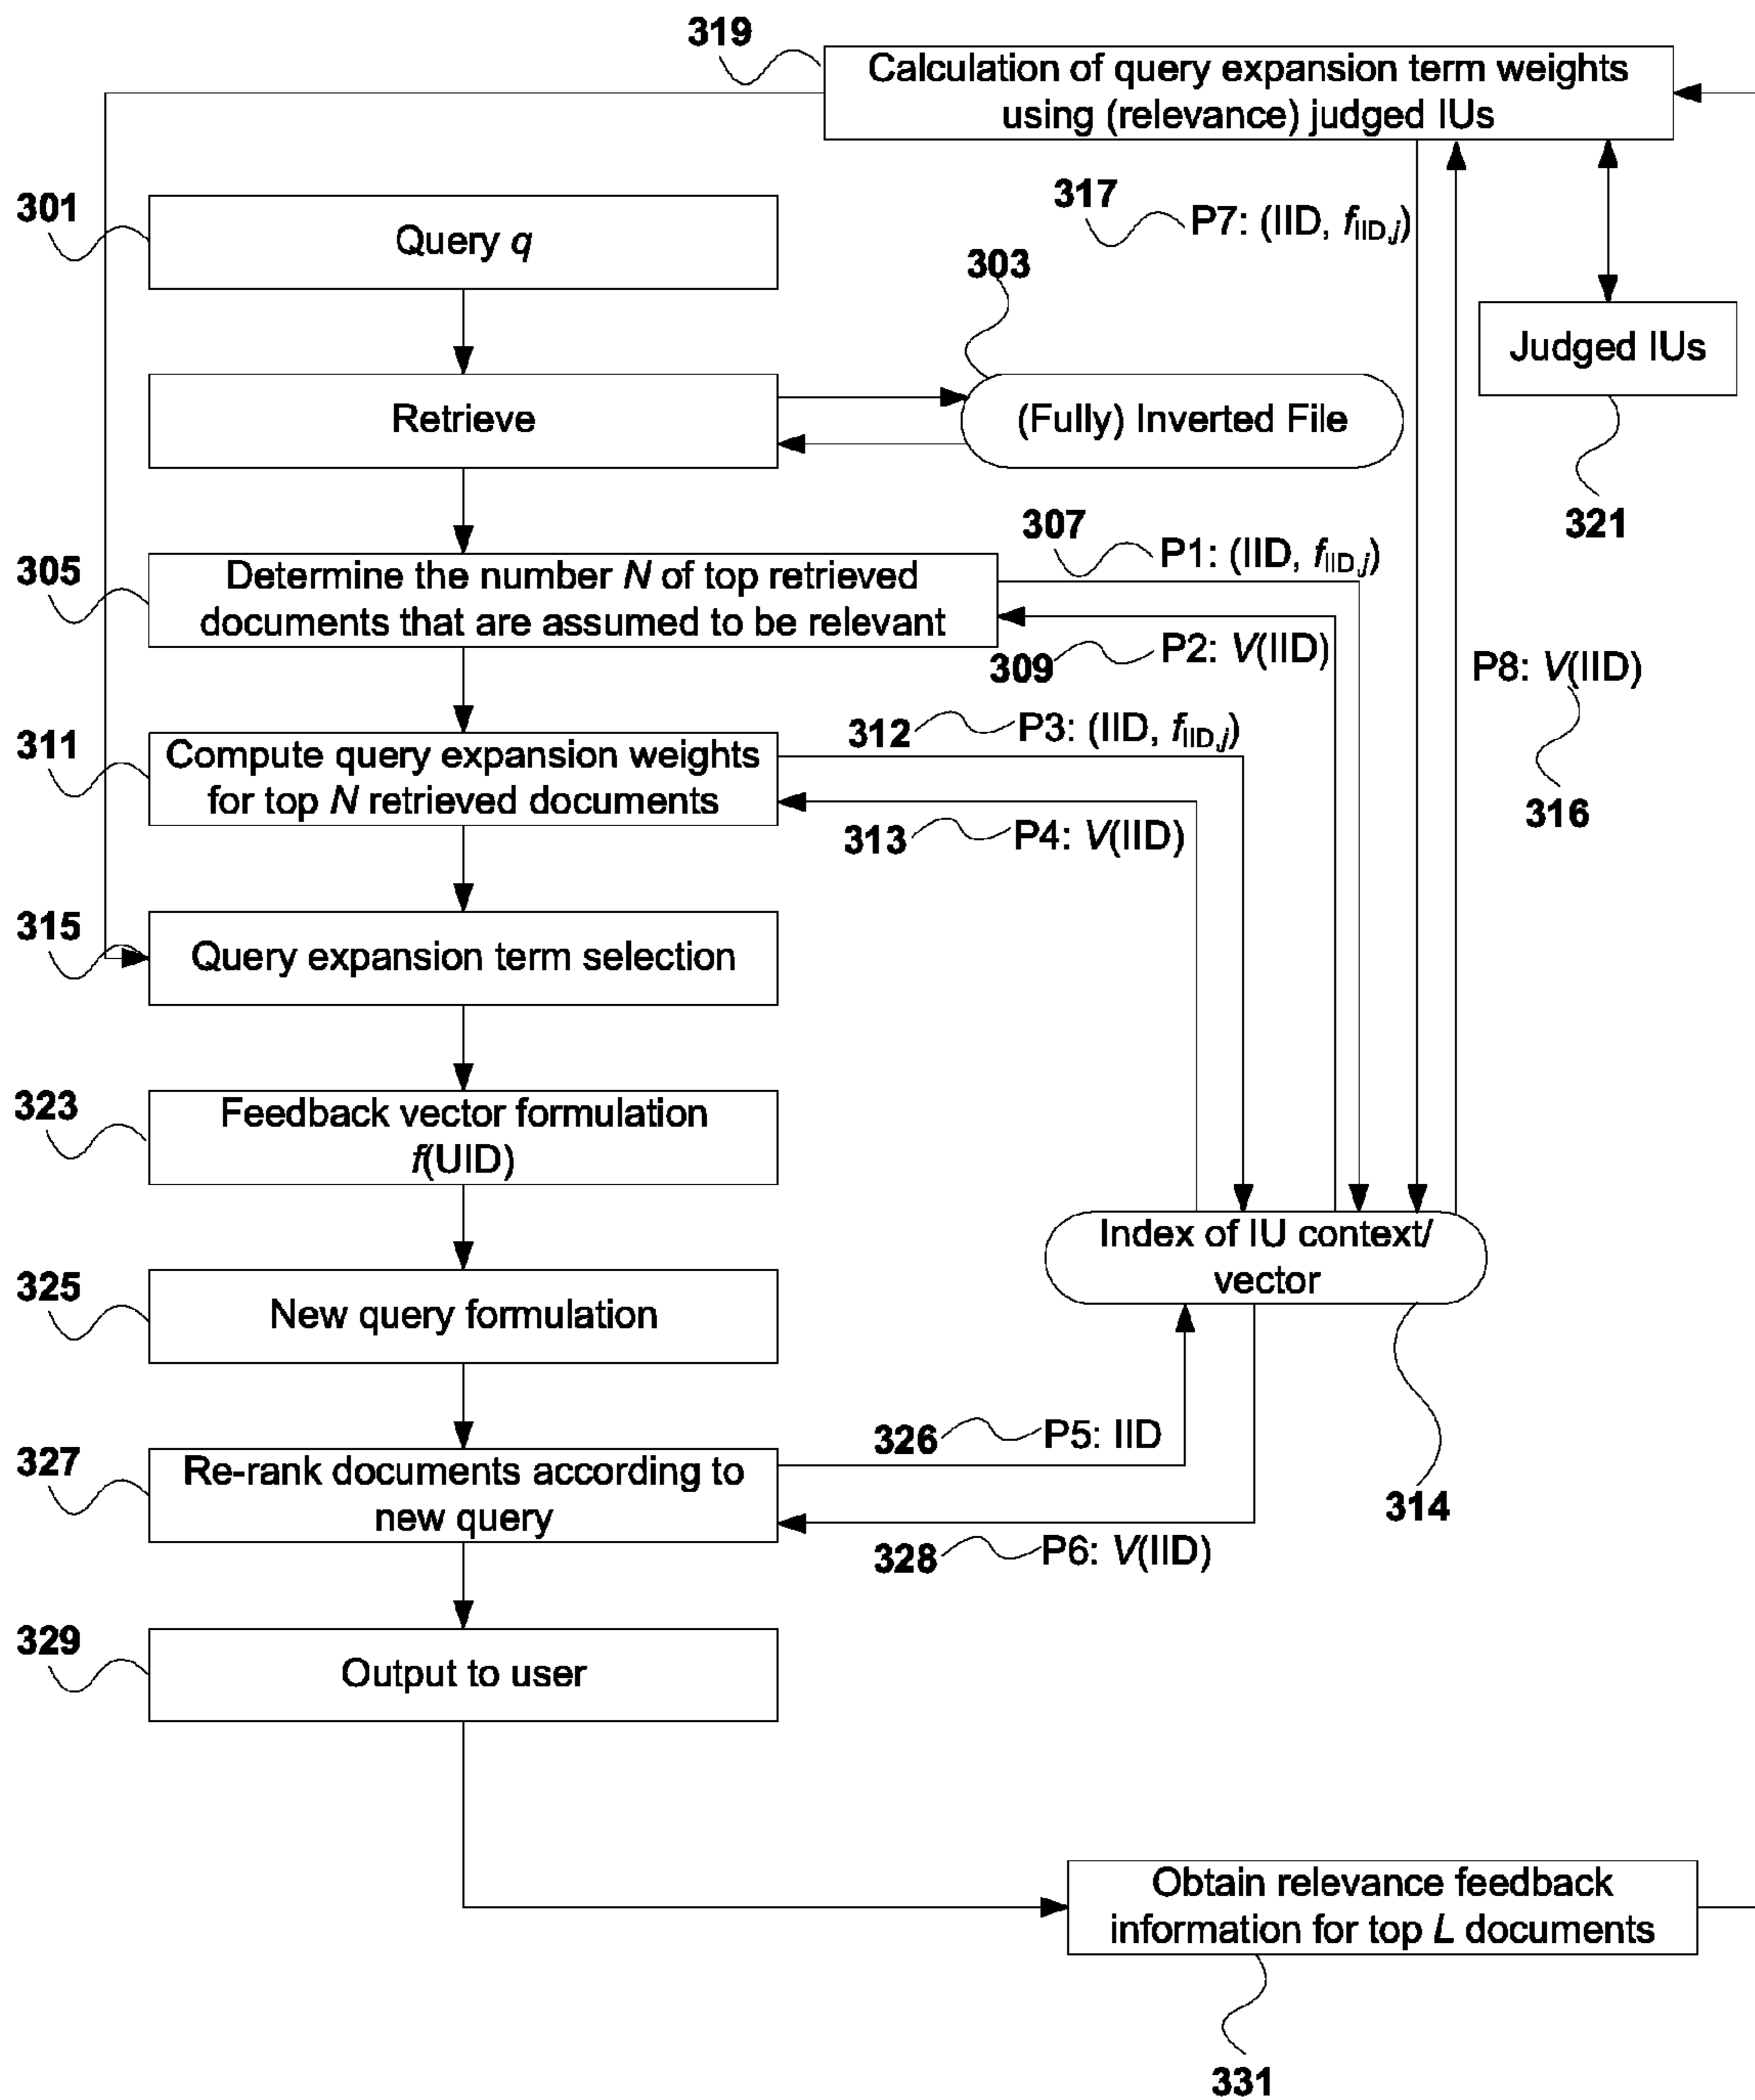 319
Calculation of query expansion term weights
using (relevance) judged IUs
301
Query q
317
P7: (IID, fIID,j)
303
Judged IUs
Retrieve
(Fully) Inverted File
321
305
Determine the number N of top retrieved
documents that are assumed to be relevant
307
P1: (IID, fIID,j)
309
P2: V(IID)
P8: V(IID)
316
311
Compute query expansion weights
for top N retrieved documents
312
P3: (IID, fIID,j)
313
P4: V(IID)
315
Query expansion term selection
323
Feedback vector formulation
f(UID)
Index of IU context/
vector
325
New query formulation
326
P5: IID
327
Re-rank documents according to
new query
314
328
P6: V(IID)
329
Output to user
Obtain relevance feedback
information for top L documents
331